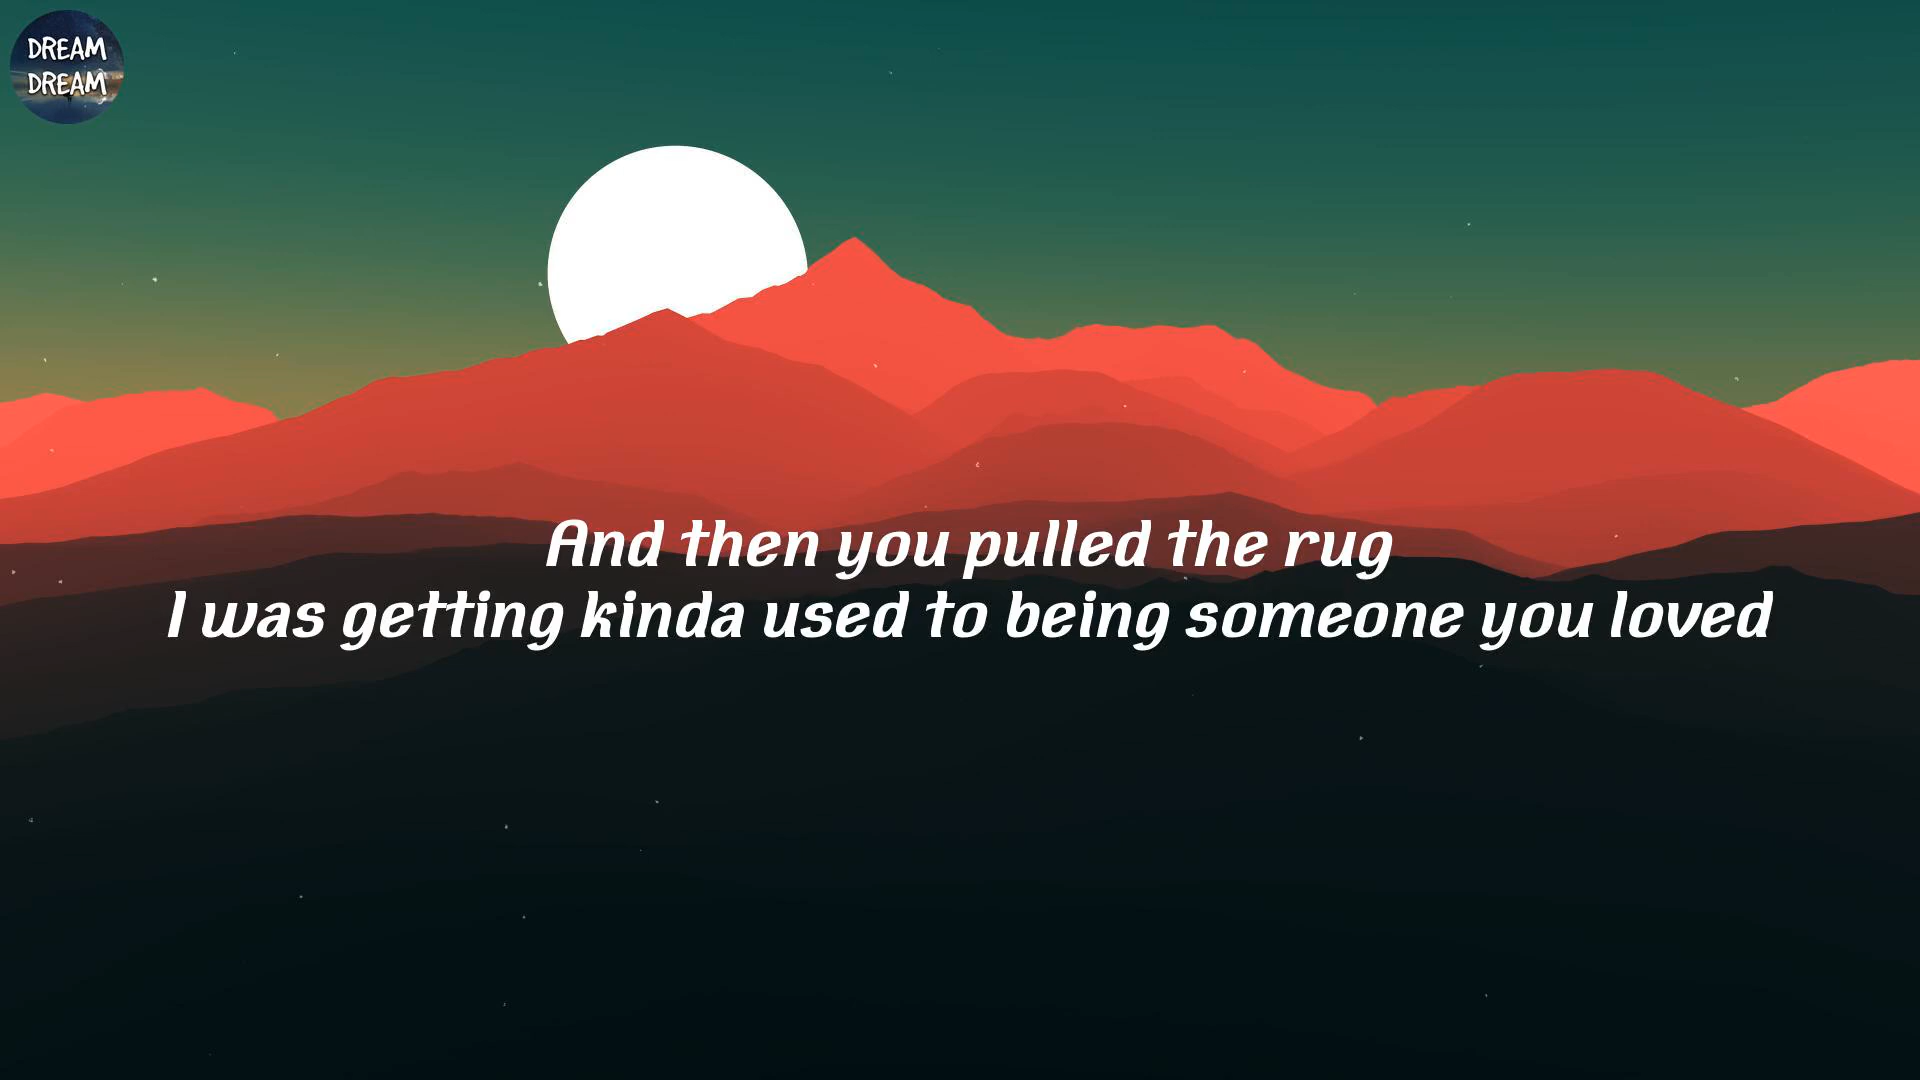 DREAM
DREAM
And then you pulled the rug
I was getting kinda used to being someone you loved